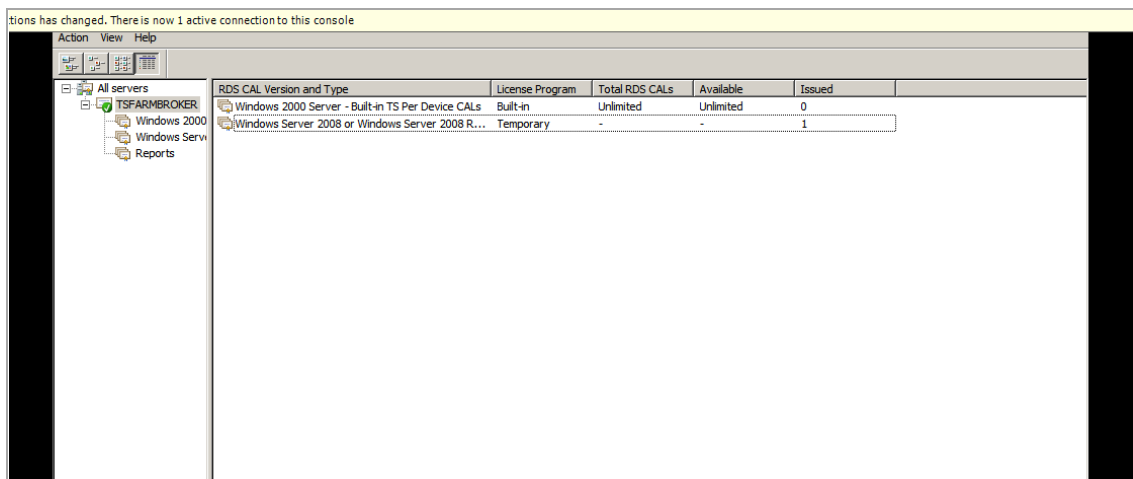 tions has changed. There is now 1 active connection to this console
Action View Help
All servers
TSFARMBROKER
Windows 2000
Windows Serv
Reports
RDS CAL Version and Type License Program Total RDS CALs Available Issued
Windows 2000 Server - Built-in TS Per Device CALs Built-in Unlimited Unlimited 0
Windows Server 2008 or Windows Server 2008 R... Temporary - - 1